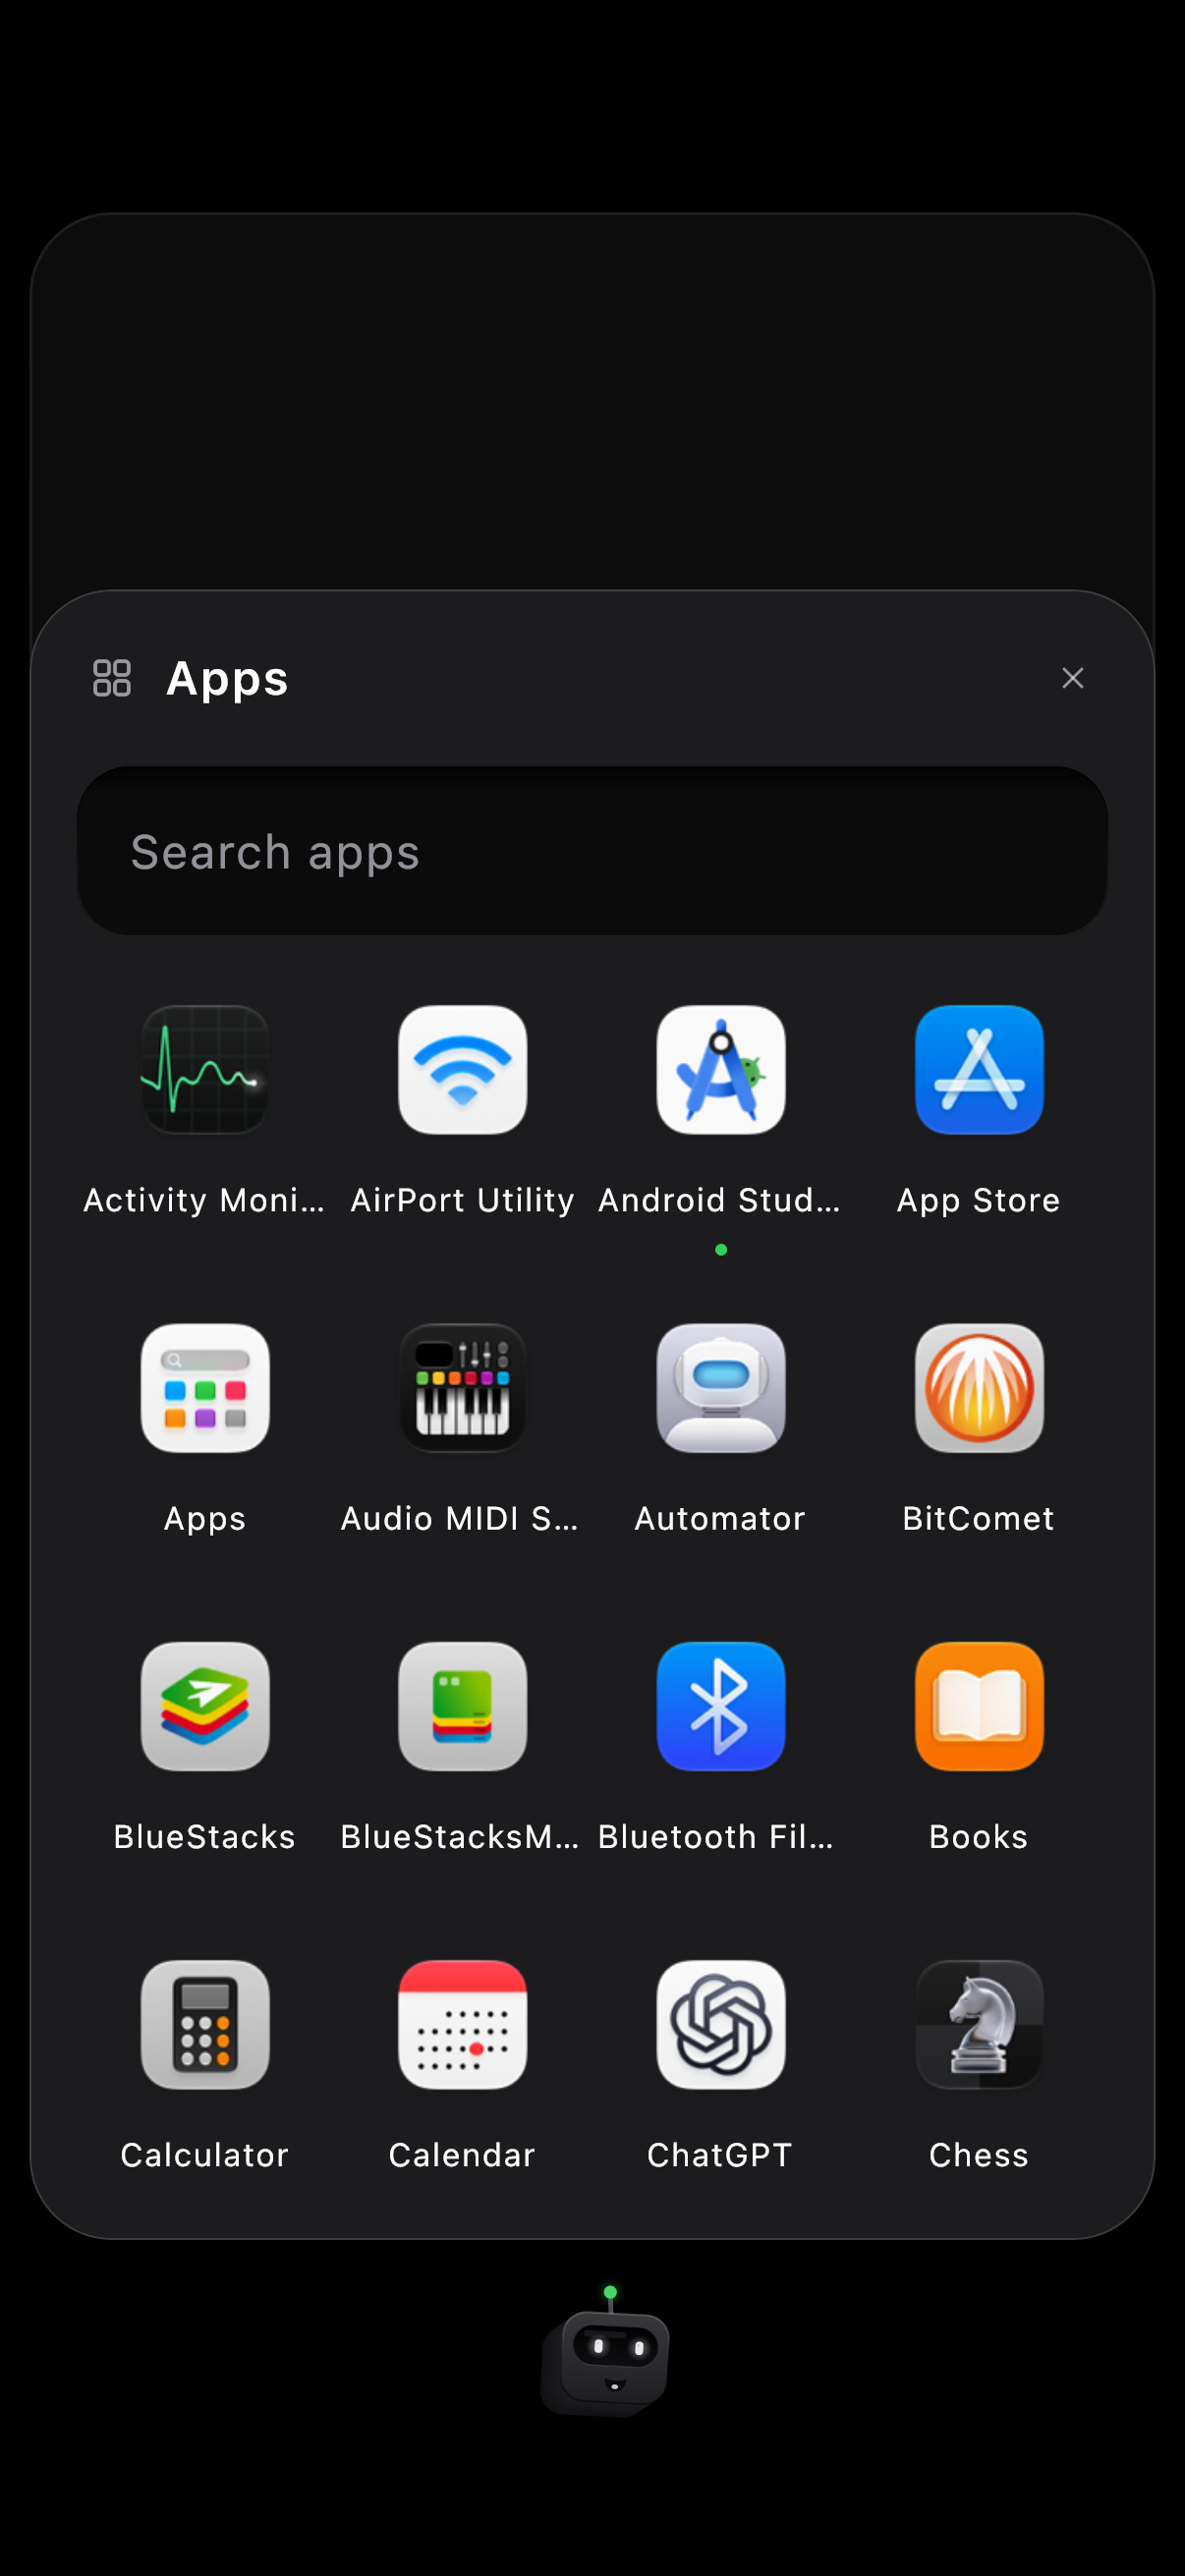 Apps
Search apps
Activity Moni...
AirPort Utility
Android Stud...
App Store
Apps
Audio MIDI S...
Automator
BitComet
BlueStacks
BlueStacksM...
Bluetooth Fil...
Books
Calculator
Calendar
ChatGPT
Chess